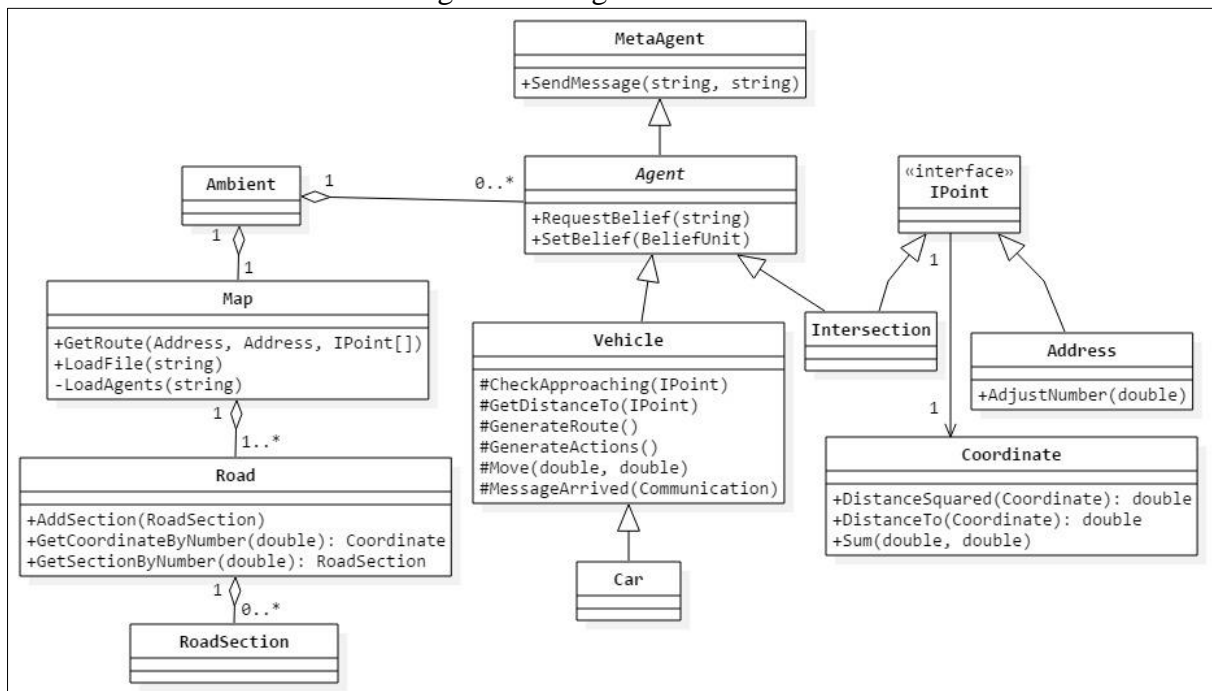 MetaAgent
+SendMessage(string, string)
Ambient
1
0..*
Agent
+RequestBelief(string)
+SetBelief(BeliefUnit)
«interface»
IPoint
1
1
1
1
Map
+GetRoute(Address, Address, IPoint[])
+LoadFile(string)
-LoadAgents(string)
Intersection
Address
+AdjustNumber(double)
Vehicle
#CheckApproaching(IPoint)
#GetDistanceTo(IPoint)
#GenerateRoute()
#GenerateActions()
#Move(double, double)
#MessageArrived(Communication)
1
1..*
Road
+AddSection(RoadSection)
+GetCoordinateByNumber(double): Coordinate
+GetSectionByNumber(double): RoadSection
Coordinate
+DistanceSquared(Coordinate): double
+DistanceTo(Coordinate): double
+Sum(double, double)
Car
1
0..*
RoadSection